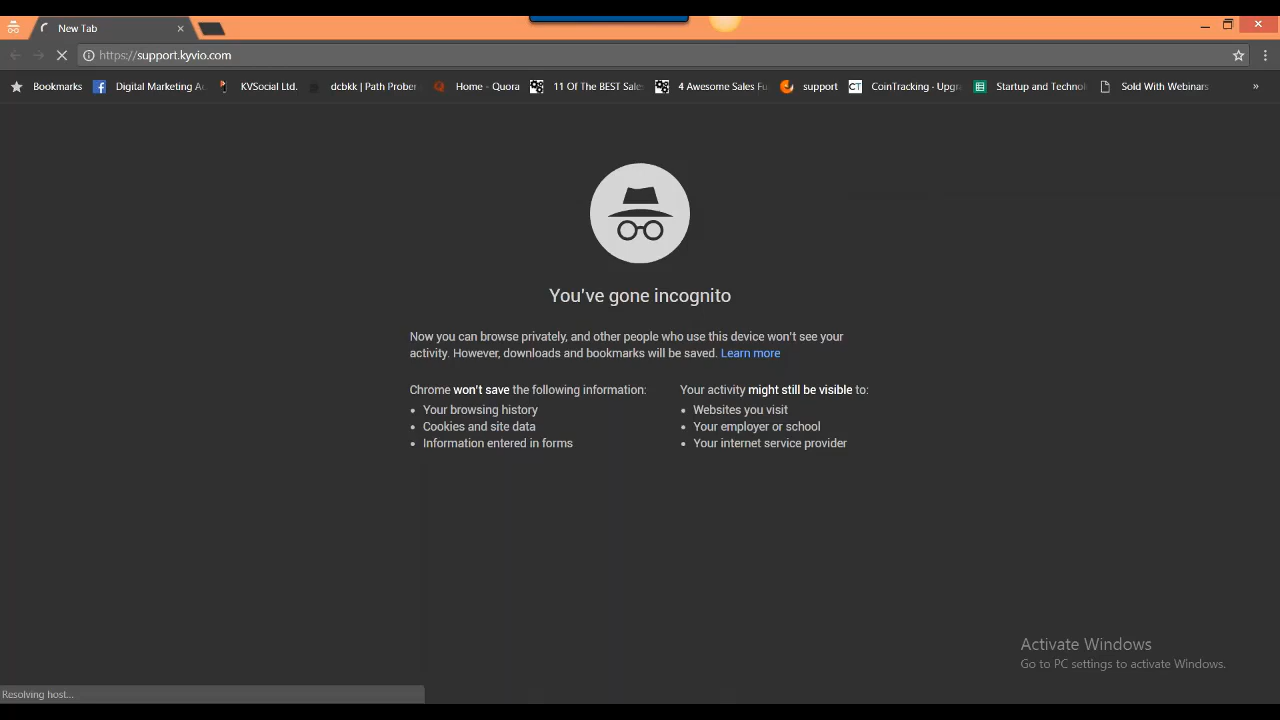 New Tab
https://support.kyvio.com
Bookmarks
Digital Marketing Ac
KVSocial Ltd.
dcbkk | Path Prober
Home - Quora
11 Of The BEST Sale
4 Awesome Sales Fu
support
CT
CoinTracking · Upgra
Startup and Technol
Sold With Webinars
»
You've gone incognito
Now you can browse privately, and other people who use this device won't see your
activity. However, downloads and bookmarks will be saved. Learn more
Chrome won't save the following information:
• Your browsing history
• Cookies and site data
• Information entered in forms
Your activity might still be visible to:
• Websites you visit
• Your employer or school
• Your internet service provider
Activate Windows
Go to PC settings to activate Windows.
Resolving host...